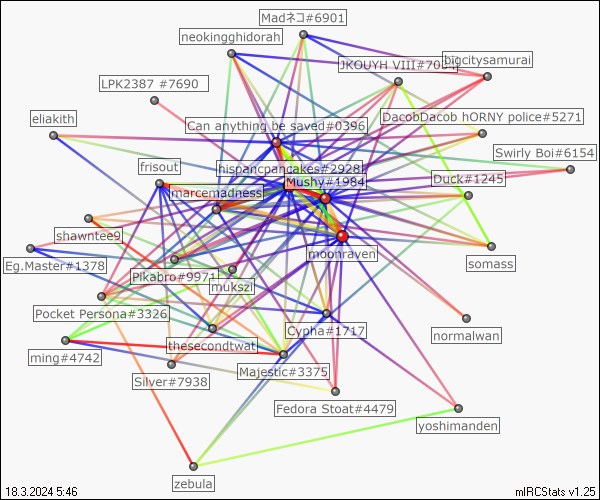 Madネコ#6901
neokingghidorah
JKOUYH VIII#7094
bigcitysamurai
LPK2387 #7690
eliakith
Can anything be saved#0396
DacobDacob hORNY police#5271
Swirly Boi#6154
frisout
hispancpancakes#2928
Mushy#1984
Duck#1245
marcemadness
shawntee9
moonraven
somass
Eg.Master#1378
Pikabro#9971
mukszi
Pocket Persona#3326
Cypha#1717
normalwan
thesecondtwat
ming#4742
Majestic#3375
Silver#7938
Fedora Stoat#4479
yoshimanden
zebula
18.3.2024 5:46
mIRCStats v1.25